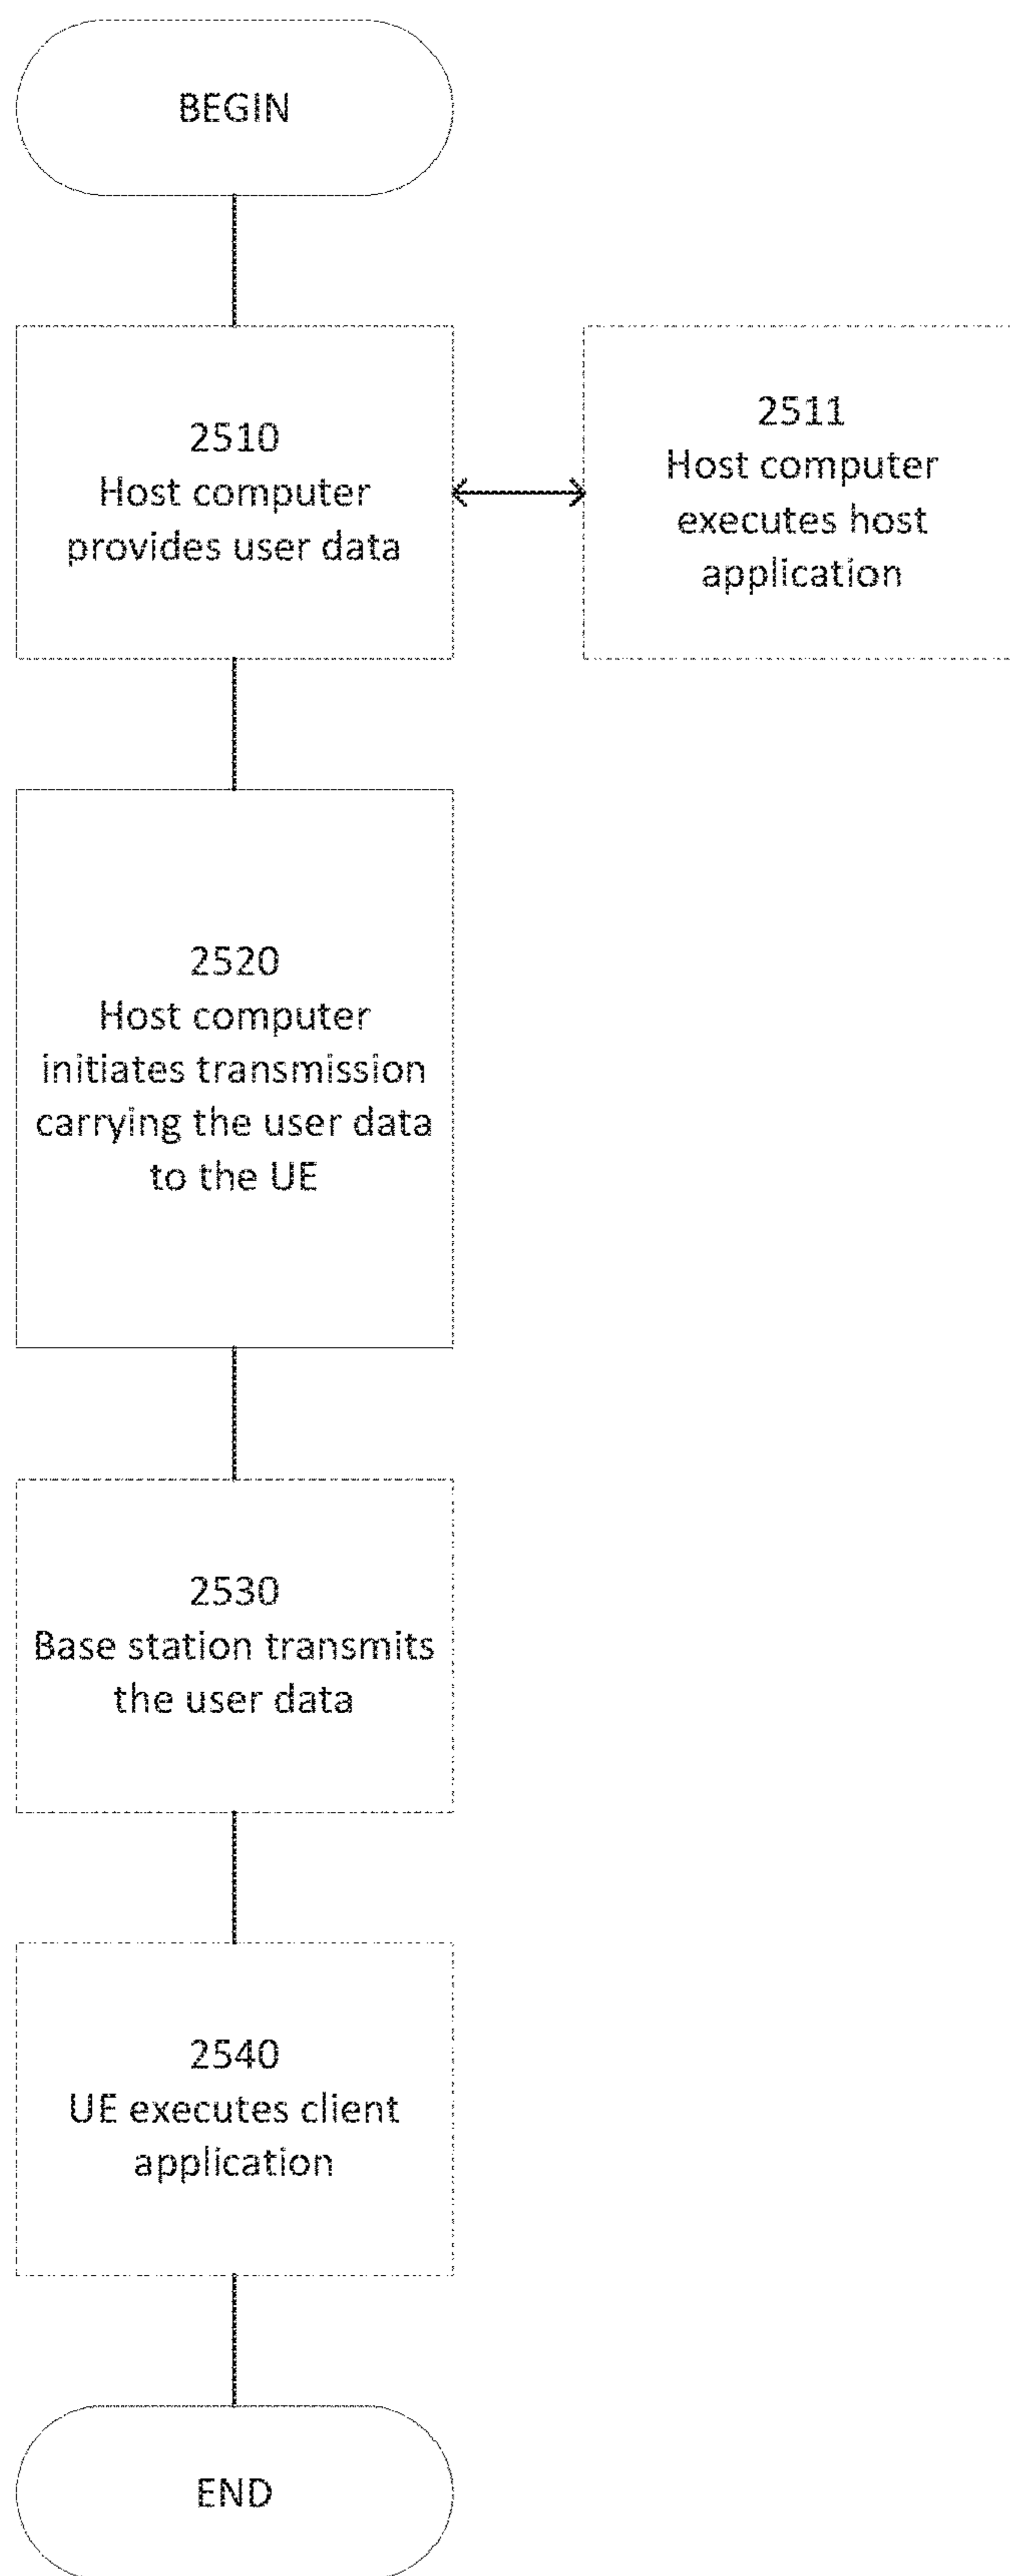 BEGIN
2510
Host computer
provides user data
2511
Host computer
executes host
application
2520
Host computer
initiates transmission
carrying the user data
to the UE
2530
Base station transmits
the user data
2540
UE executes client
application
END